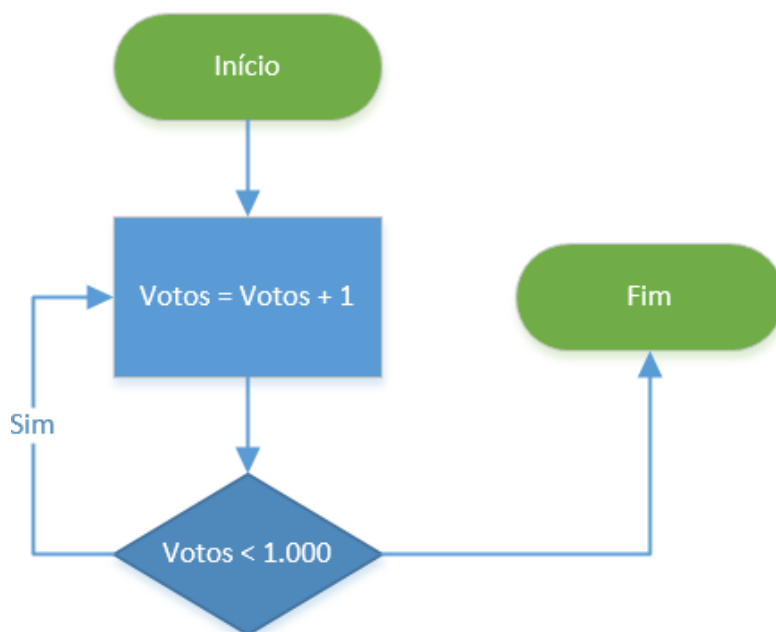 Início
Votos = Votos + 1
Fim
Sim
Votos < 1.000